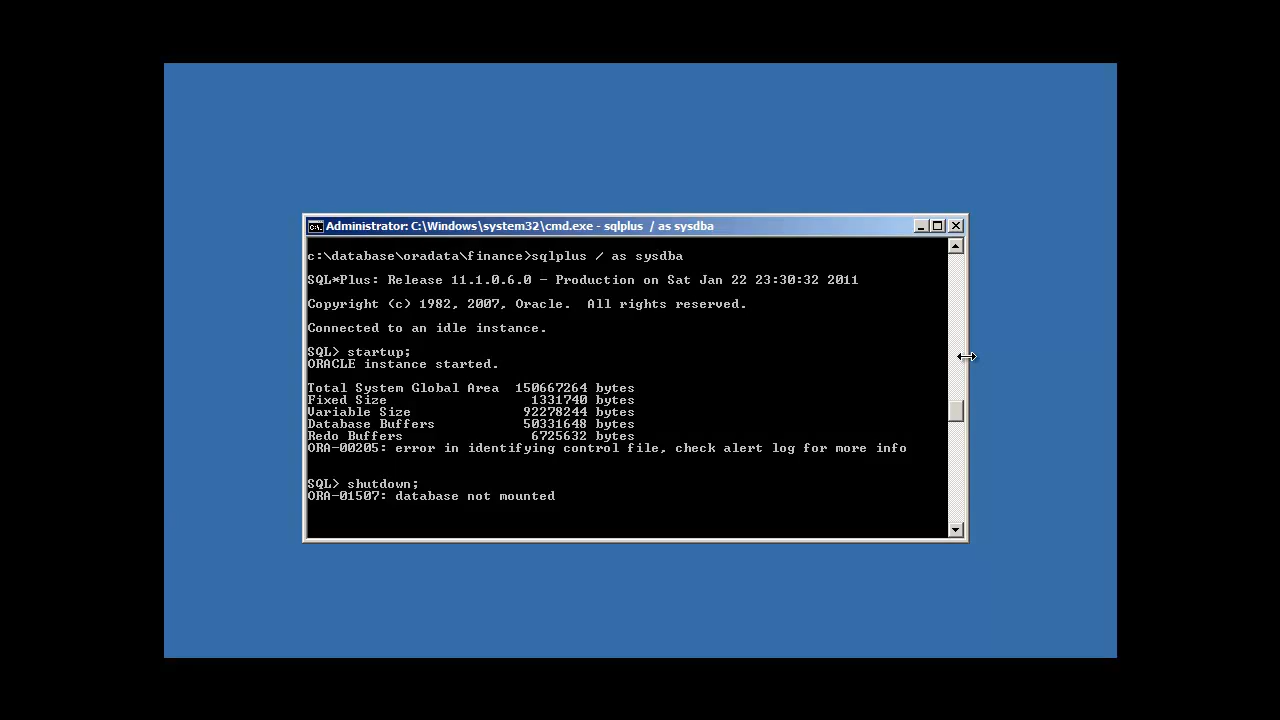 Administrator: C:\Windows\system32\cmd.exe - sqlplus / as sysdba
c:\database\oradata\finance>sqlplus / as sysdba
SQL*Plus: Release 11.1.0.6.0 - Production on Sat Jan 22 23:30:32 2011
Copyright (c) 1982, 2007, Oracle.  All rights reserved.
Connected to an idle instance.
SQL> startup;
ORACLE instance started.
Total System Global Area  150667264 bytes
Fixed Size                  1331740 bytes
Variable Size              92278244 bytes
Database Buffers           50331648 bytes
Redo Buffers                6725632 bytes
ORA-00205: error in identifying control file, check alert log for more info
SQL> shutdown;
ORA-01507: database not mounted